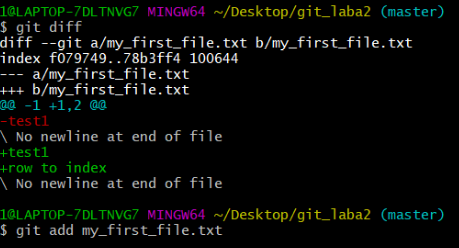 1@LAPTOP-7DLTNVG7 MINGW64 ~/Desktop/git_laba2 (master)
$ git diff
diff --git a/my_first_file.txt b/my_first_file.txt
index f079749..78b3ff4 100644
--- a/my_first_file.txt
+++ b/my_first_file.txt
@@ -1 +1,2 @@
-test1
\ No newline at end of file
+test1
+row to index
\ No newline at end of file
1@LAPTOP-7DLTNVG7 MINGW64 ~/Desktop/git_laba2 (master)
$ git add my_first_file.txt